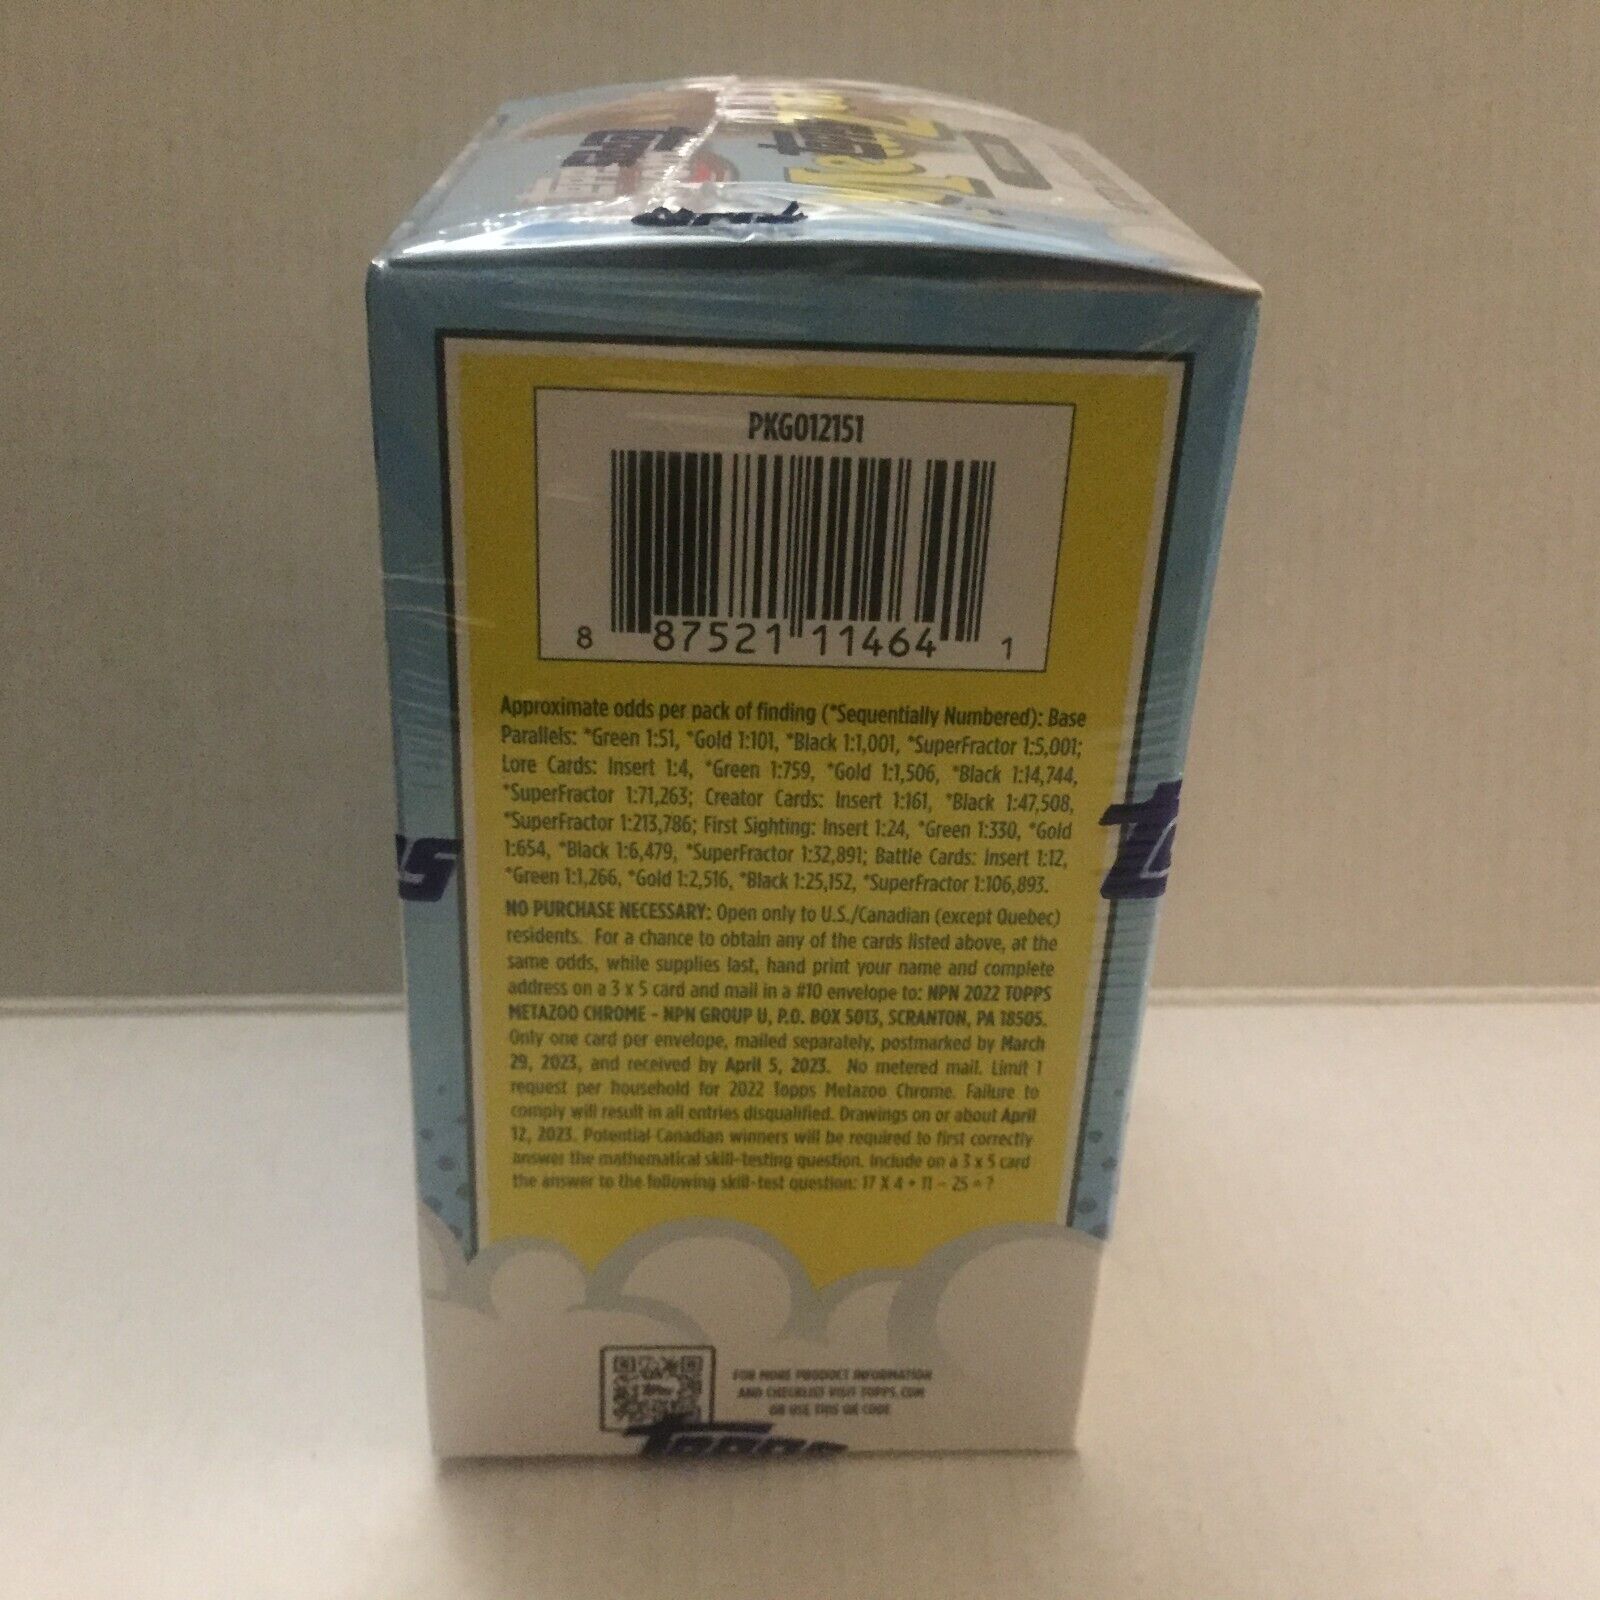 PKG012151
8 87521 11464 1
Approximate odds per pack of finding (*Sequentially Numbered): Base
Parallels: *Green 1:51, *Gold 1:101, *Black 1:1,001, *SuperFractor 1:5,001;
Lore Cards: Insert 1:4, *Green 1:759, *Gold 1:1,506, *Black 1:14,744,
*SuperFractor 1:71,263; Creator Cards: Insert 1:161, *Black 1:47,508,
*SuperFractor 1:213,786; First Sighting: Insert 1:24, *Green 1:330, *Gold
1:654, *Black 1:6,479, *SuperFractor 1:32,891; Battle Cards: Insert 1:12,
*Green 1:1,266, *Gold 1:2,516, *Black 1:25,152, *SuperFractor 1:106,893.
NO PURCHASE NECESSARY: Open only to U.S./Canadian (except Quebec)
residents. For a chance to obtain any of the cards listed above, at the
same odds, while supplies last, hand print your name and complete
address on a 3 x 5 card and mail in a #10 envelope to: NPN 2022 TOPPS
METAZOO CHROME - NPN GROUP U, P.O. BOX 5013, SCRANTON, PA 18505.
Only one card per envelope, mailed separately, postmarked by March
29, 2023, and received by April 5, 2023. No metered mail. Limit 1
request per household for 2022 Topps Metazoo Chrome. Failure to
comply will result in all entries disqualified. Drawings on or about April
12, 2023. Potential Canadian winners will be required to first correctly
answer the mathematical skill-testing question. Include on a 3 x 5 card
the answer to the following skill-test question: 17 X 4 + 11 - 25 = ?
FOR MORE PRODUCT INFORMATION
AND CHECKLIST VISIT TOPPS.COM
OR USE THIS QR CODE
Topps